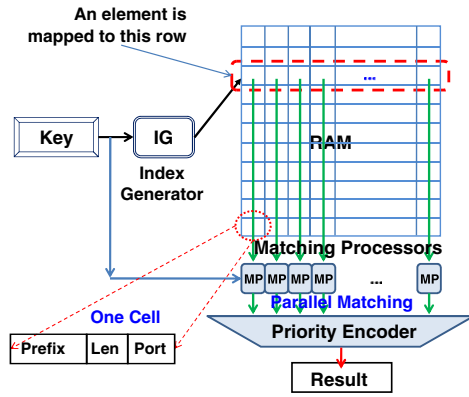 An element is
mapped to this row
...
Key
IG
Index
Generator
RAM
Matching Processors
MP MP MP MP ... MP
Parallel Matching
One Cell
Priority Encoder
Prefix Len Port
Result